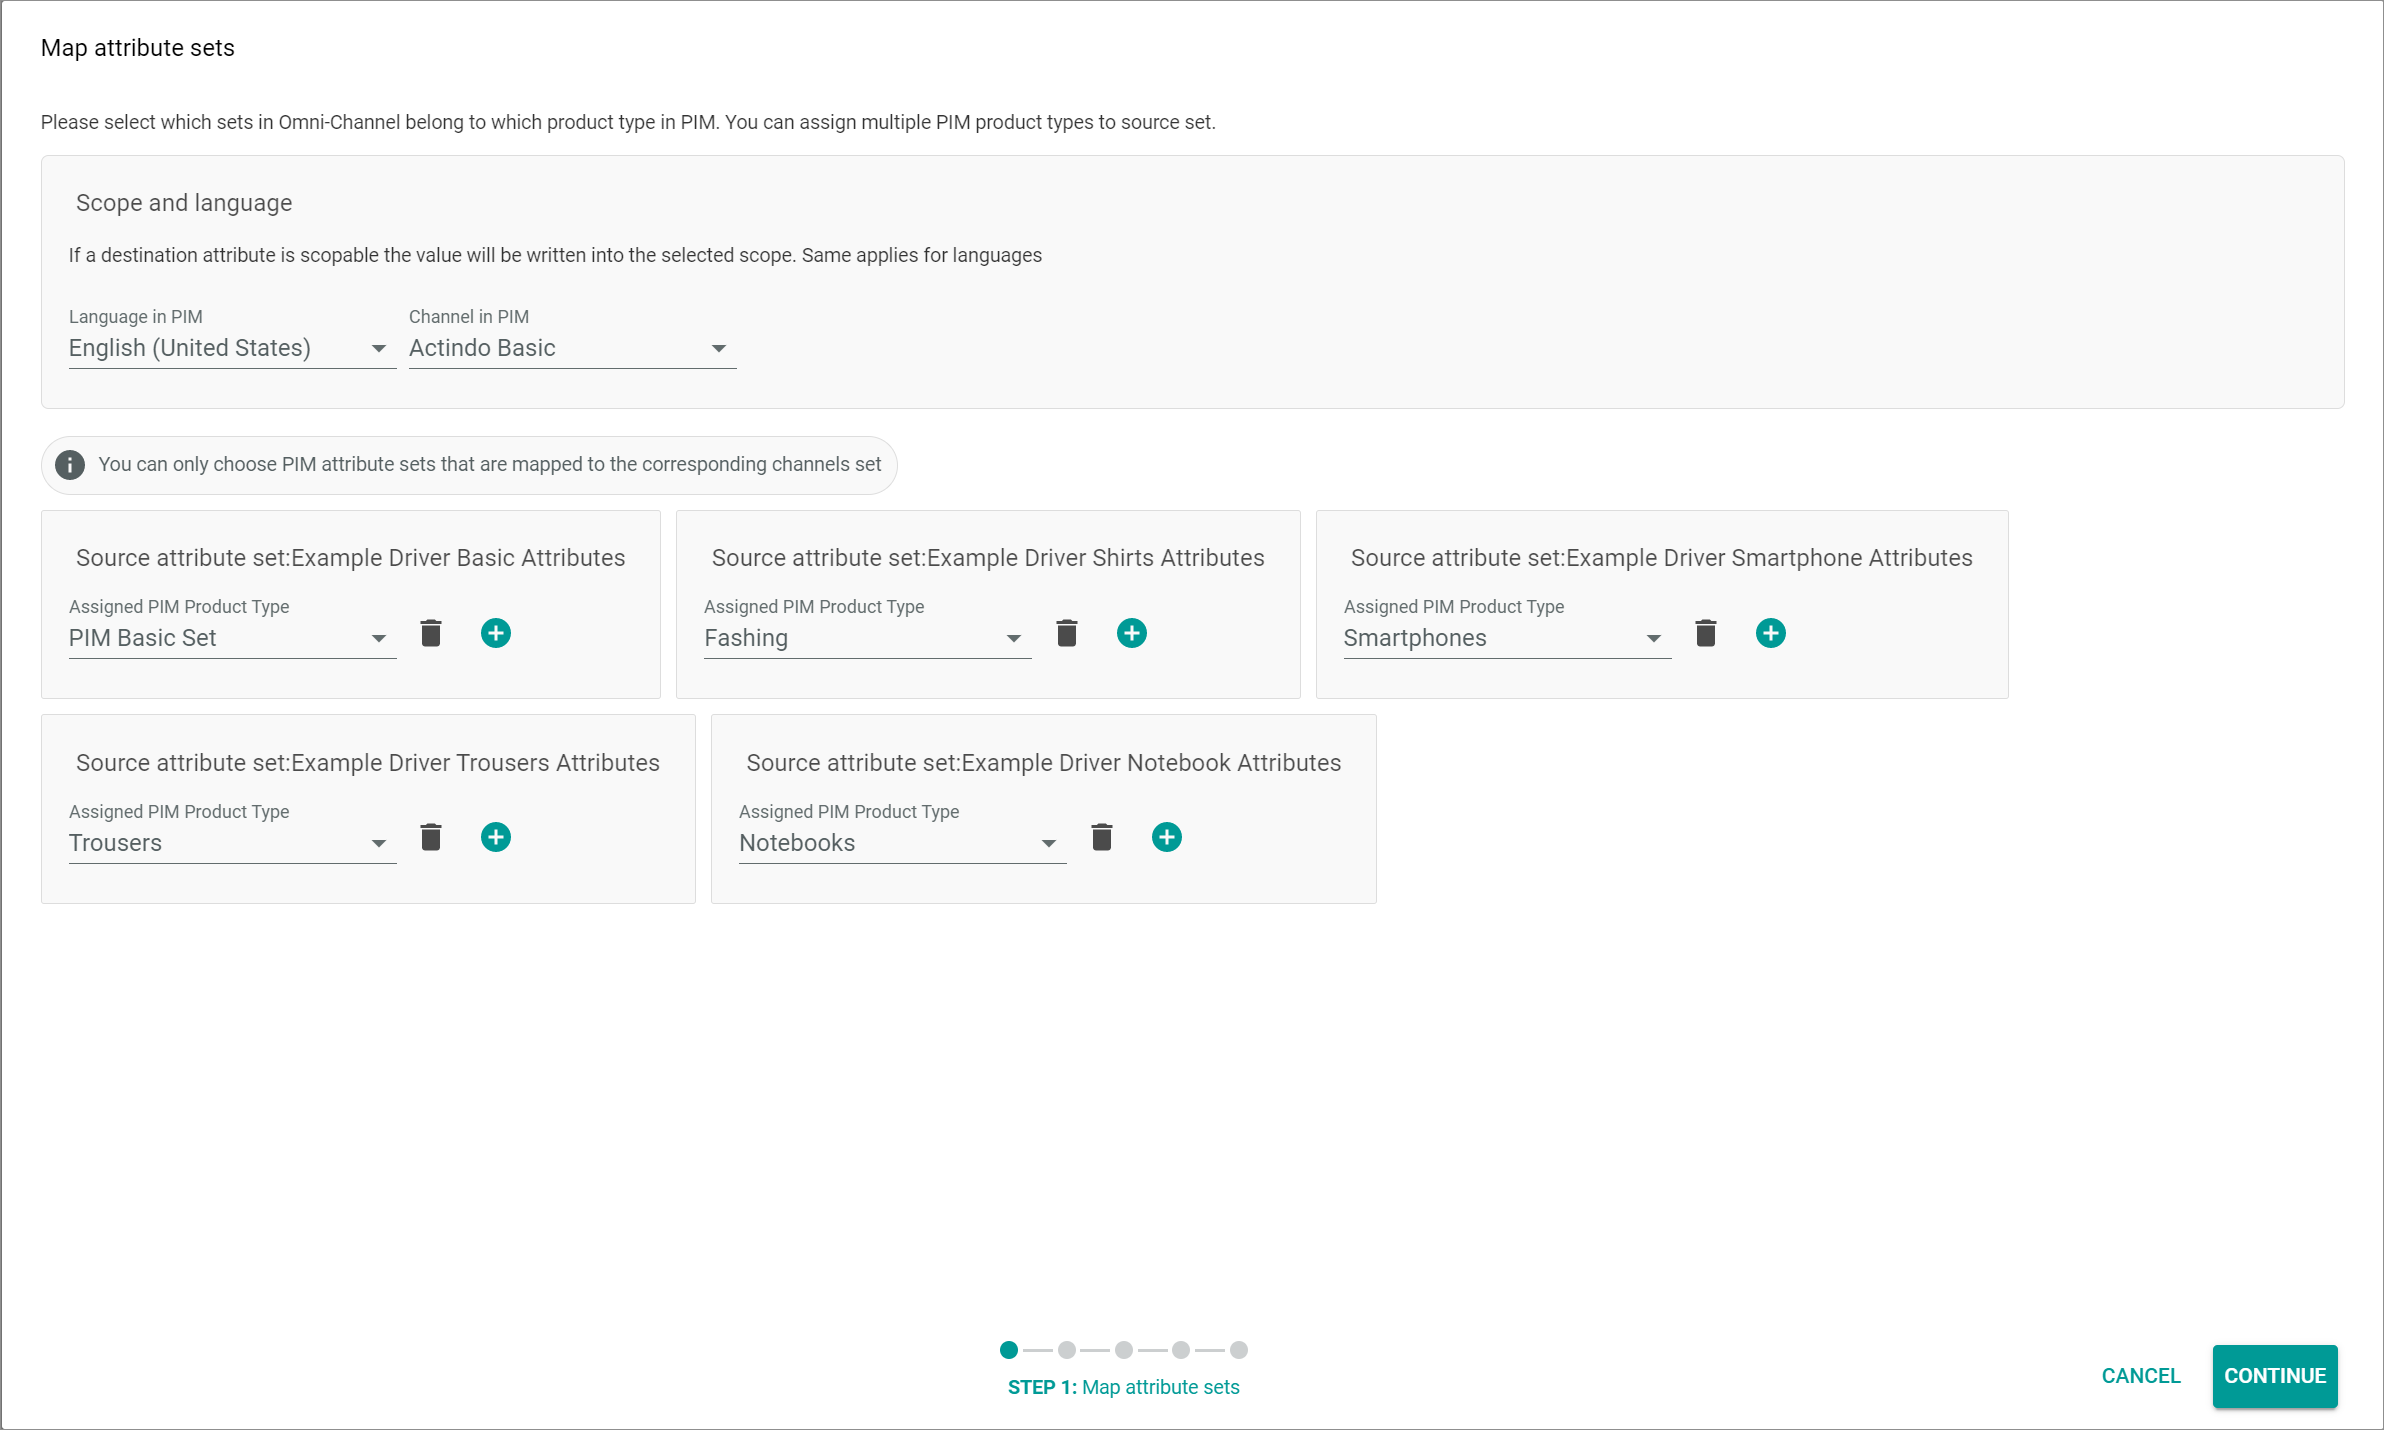 Map attribute sets
Please select which sets in Omni-Channel belong to which product type in PIM. You can assign multiple PIM product types to source set.
Scope and language
If a destination attribute is scopable the value will be written into the selected scope. Same applies for languages
Language in PIM
English (United States)
Channel in PIM
Actindo Basic
You can only choose PIM attribute sets that are mapped to the corresponding channels set
Source attribute set:Example Driver Basic Attributes
Assigned PIM Product Type
PIM Basic Set
Source attribute set:Example Driver Shirts Attributes
Assigned PIM Product Type
Fashing
Source attribute set:Example Driver Smartphone Attributes
Assigned PIM Product Type
Smartphones
Source attribute set:Example Driver Trousers Attributes
Assigned PIM Product Type
Trousers
Source attribute set:Example Driver Notebook Attributes
Assigned PIM Product Type
Notebooks
STEP 1: Map attribute sets
CANCEL
CONTINUE